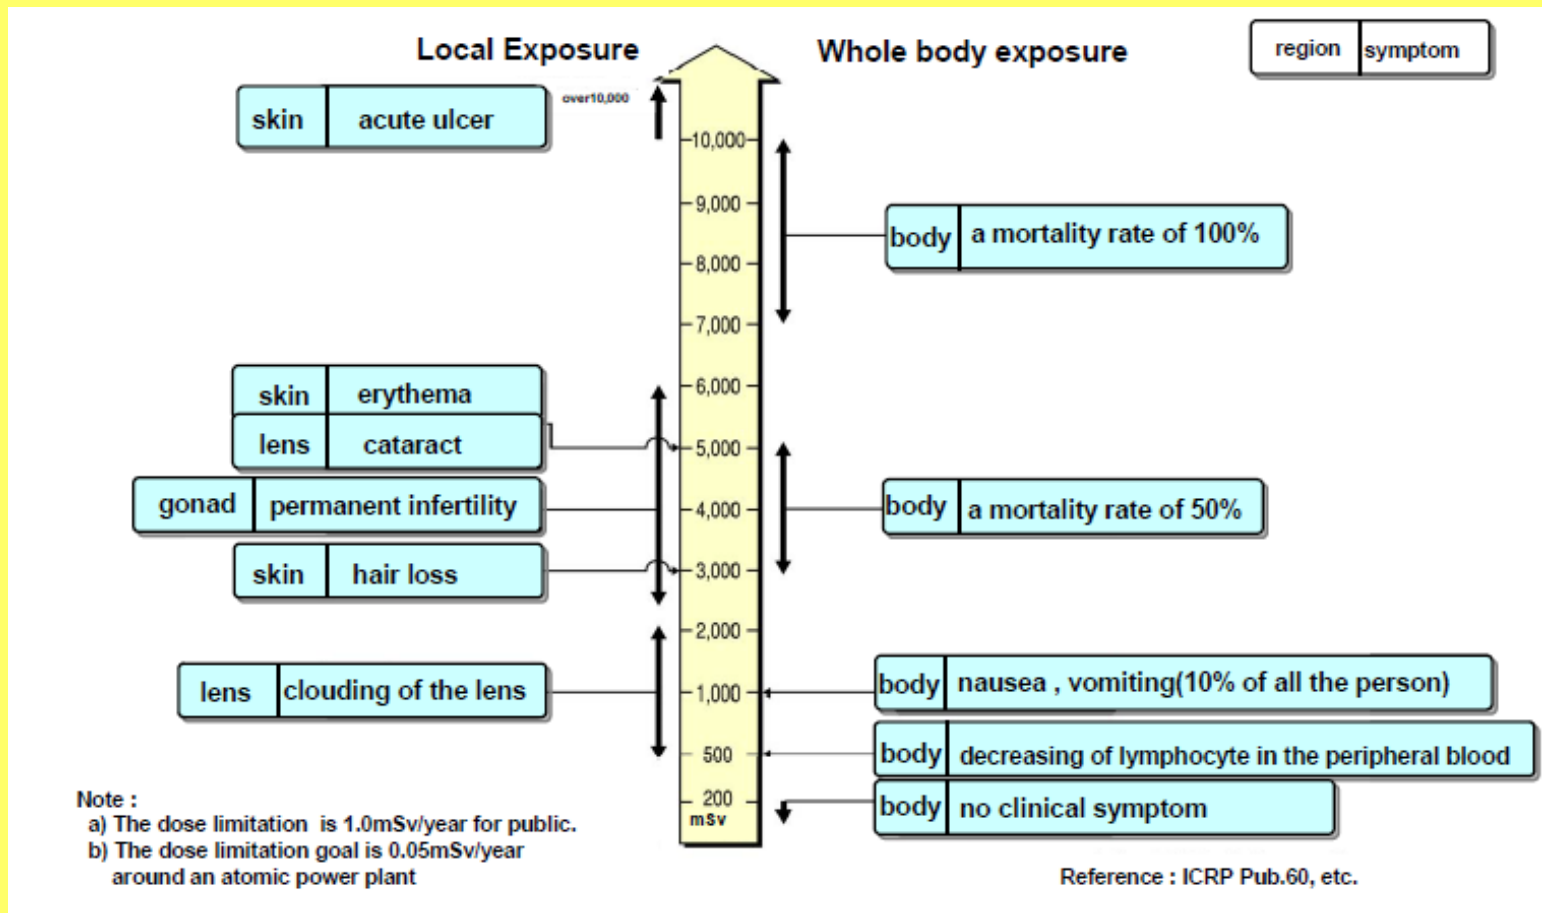 Local Exposure
Whole body exposure
region symptom
over10,000
skin acute ulcer
10,000
9,000
body a mortality rate of 100%
8,000
7,000
skin erythema
6,000
lens cataract
5,000
gonad permanent infertility
4,000
body a mortality rate of 50%
skin hair loss
3,000
2,000
lens clouding of the lens
1,000
body nausea , vomiting(10% of all the person)
500
body decreasing of lymphocyte in the peripheral blood
200
mSv
body no clinical symptom
Note :
a) The dose limitation is 1.0mSv/year for public.
b) The dose limitation goal is 0.05mSv/year
around an atomic power plant
Reference : ICRP Pub.60, etc.